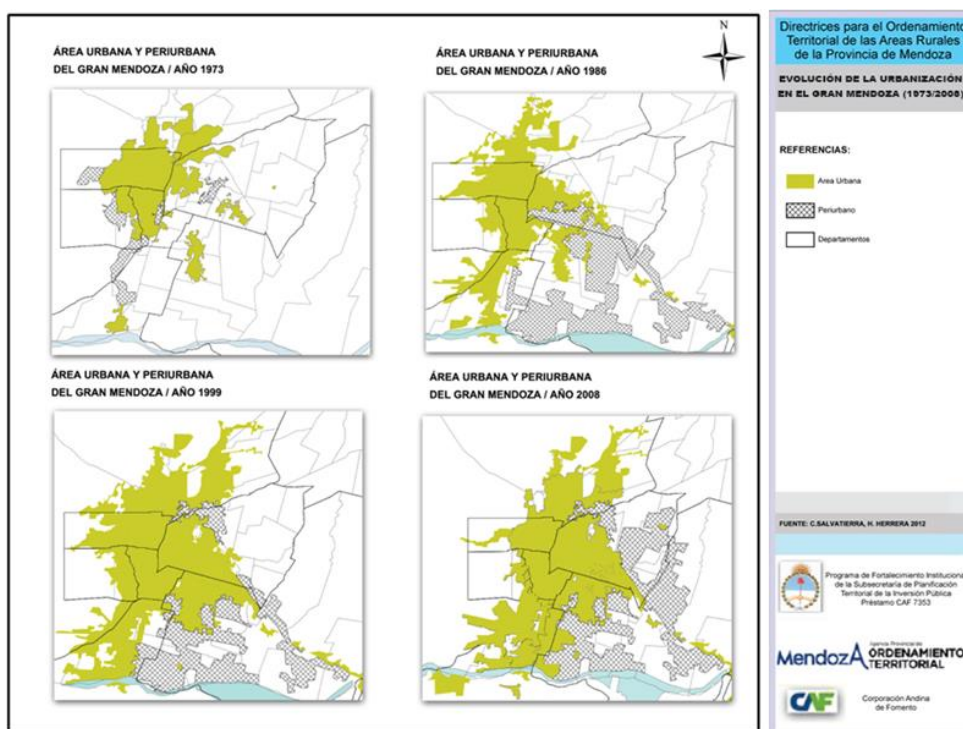 ÁREA URBANA Y PERIURBANA
DEL GRAN MENDOZA / AÑO 1973
ÁREA URBANA Y PERIURBANA
DEL GRAN MENDOZA / AÑO 1986
N
ÁREA URBANA Y PERIURBANA
DEL GRAN MENDOZA / AÑO 1999
ÁREA URBANA Y PERIURBANA
DEL GRAN MENDOZA / AÑO 2008
Directrices para el Ordenamiento
Territorial de las Areas Rurales
de la Provincia de Mendoza
EVOLUCIÓN DE LA URBANIZACIÓN
EN EL GRAN MENDOZA (1973/2008)
REFERENCIAS:
Area Urbana
Periurbano
Departamentos
FUENTE: C.SALVATIERRA, H. HERRERA 2012
Programa de Fortalecimiento Instituciona
de la Subsecretaría de Planificación
Territorial de la Inversión Pública
Préstamo CAF 7353
Agencia Provincial de
MendozA ORDENAMIENTO
TERRITORIAL
CAF
Corporación Andina
de Fomento